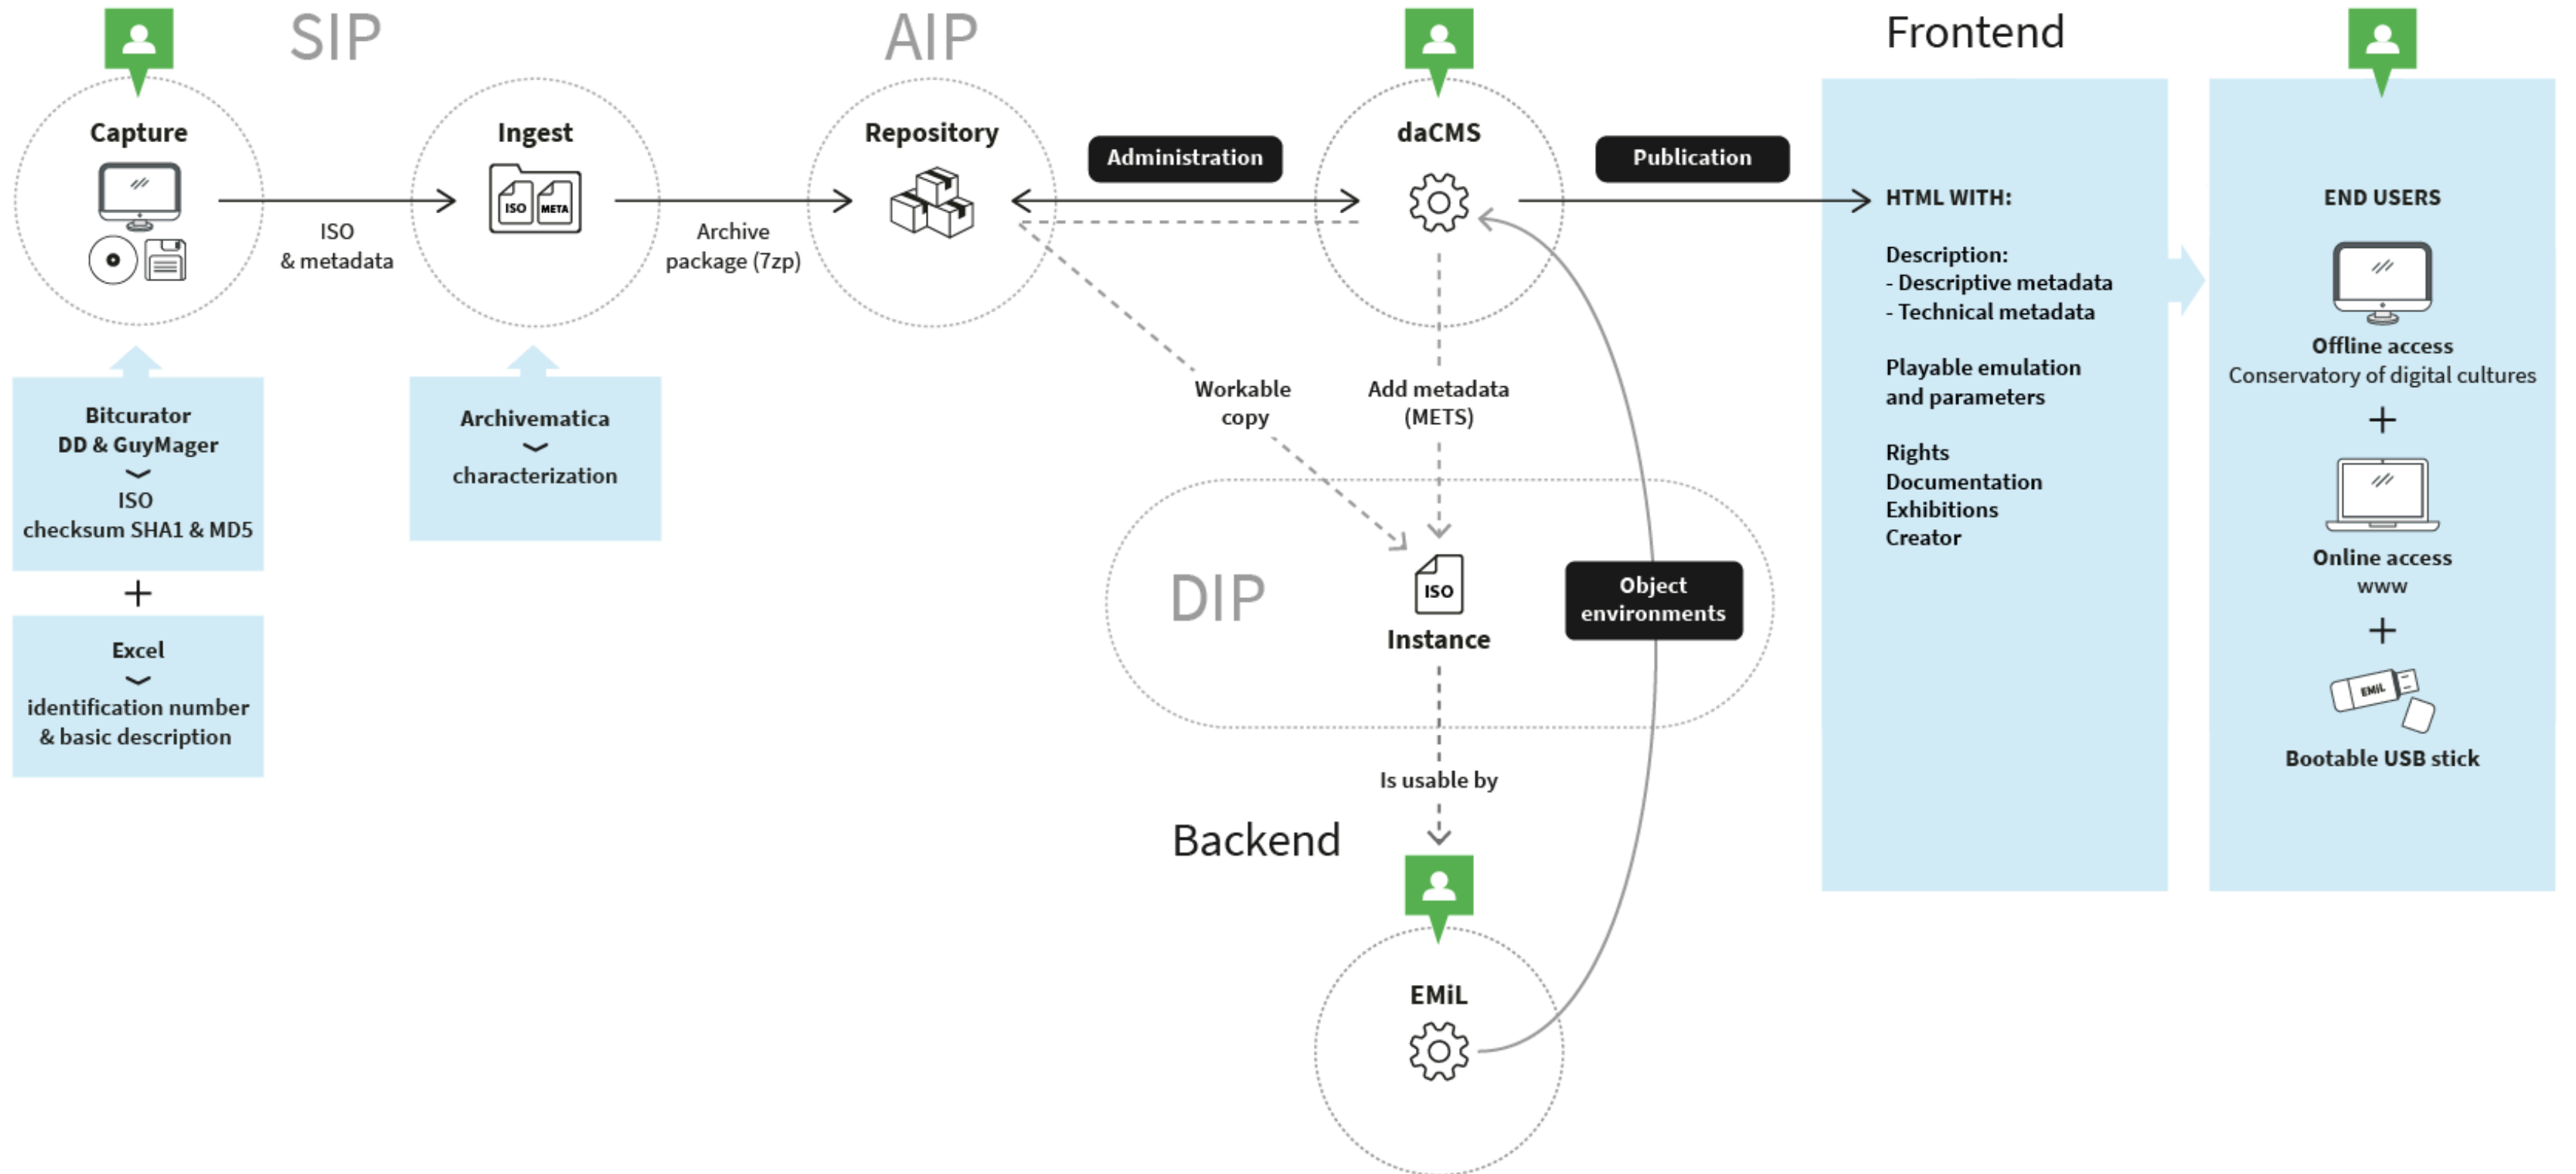 SIP
AIP
Frontend
Capture
Ingest
ISO
META
Repository
Administration
daCMS
Publication
ISO
& metadata
Archive
package (7zp)
HTML WITH:
Description:
- Descriptive metadata
- Technical metadata
Playable emulation
and parameters
Rights
Documentation
Exhibitions
Creator
END USERS
Offline access
Conservatory of digital cultures
+
Online access
www
+
EMiL
Bootable USB stick
Bitcurator
DD & GuyMager
ISO
checksum SHA1 & MD5
+
Excel
identification number
& basic description
Archivematica
characterization
Workable
copy
Add metadata
(METS)
DIP
ISO
Instance
Object
environments
Is usable by
Backend
EMiL